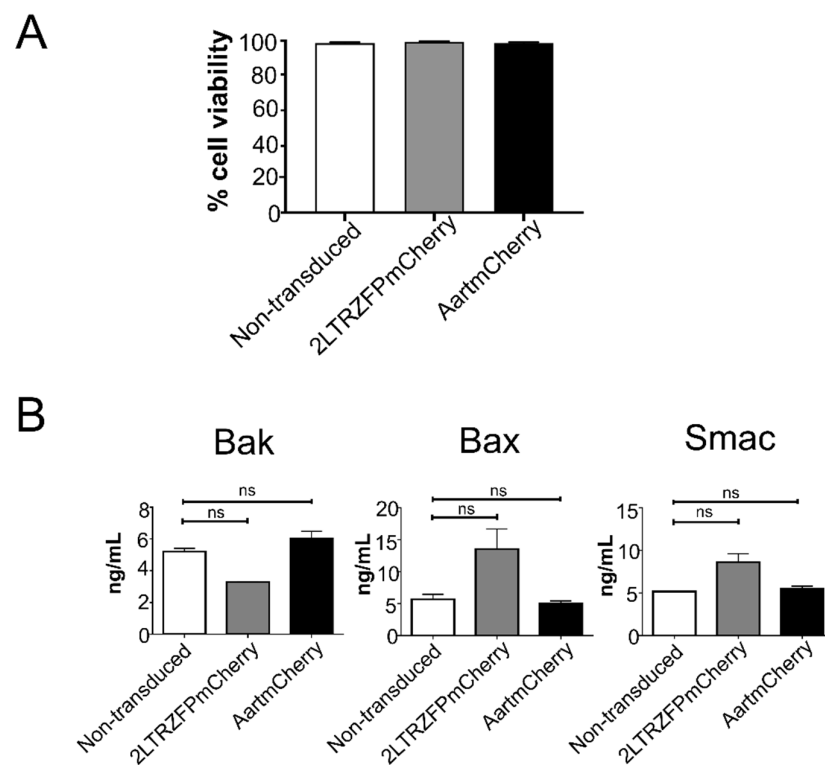 A
% cell viability
100
80
60
40
20
0
Non-transduced
2LTRZFPmCherry
AartmCherry
B
Bak
ng/mL
8
6
4
2
0
ns
ns
Non-transduced
2LTRZFPmCherry
AartmCherry
Bax
ng/mL
20
15
10
5
0
ns
ns
Non-transduced
2LTRZFPmCherry
AartmCherry
Smac
ng/mL
15
10
5
0
ns
ns
Non-transduced
2LTRZFPmCherry
AartmCherry